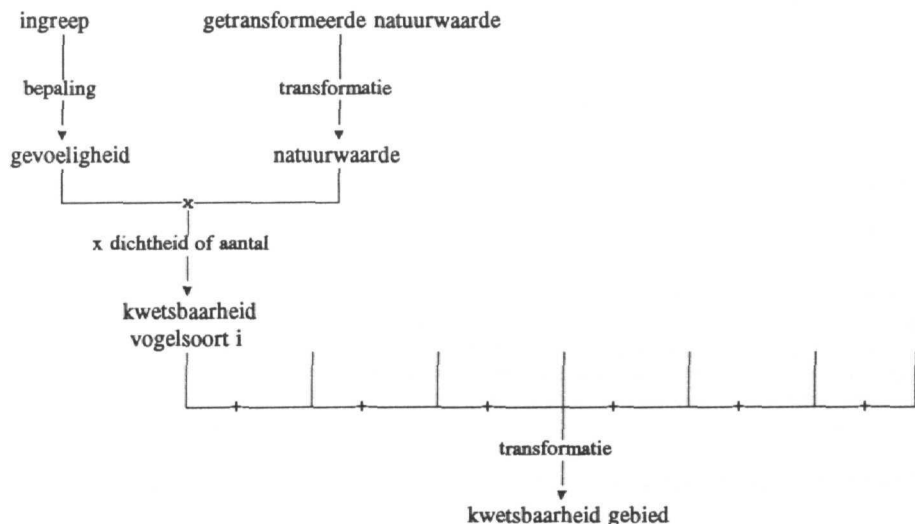 ingreep getransformeerde natuurwaarde
bepaling transformatie
gevoeligheid natuurwaarde
x
x dichtheid of aantal
kwetsbaarheid
vogelsoort i
+ + + + + +
transformatie
kwetsbaarheid gebied